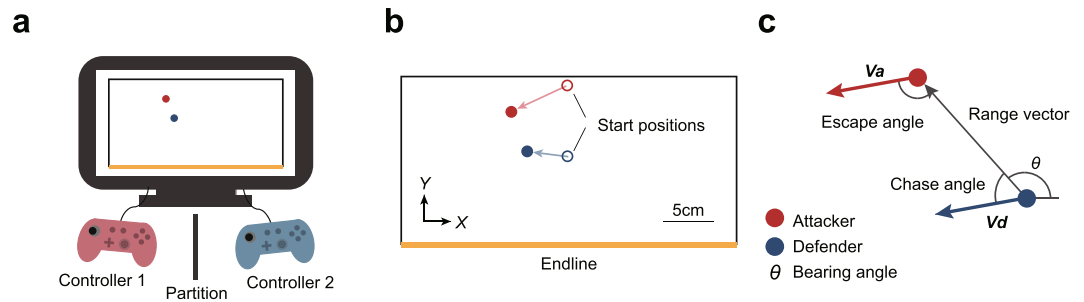 a
b
c
Controller 1
Partition
Controller 2
Start positions
Y
X
5cm
Endline
Va
Escape angle
Range vector
θ
Chase angle
Vd
Attacker
Defender
θ Bearing angle